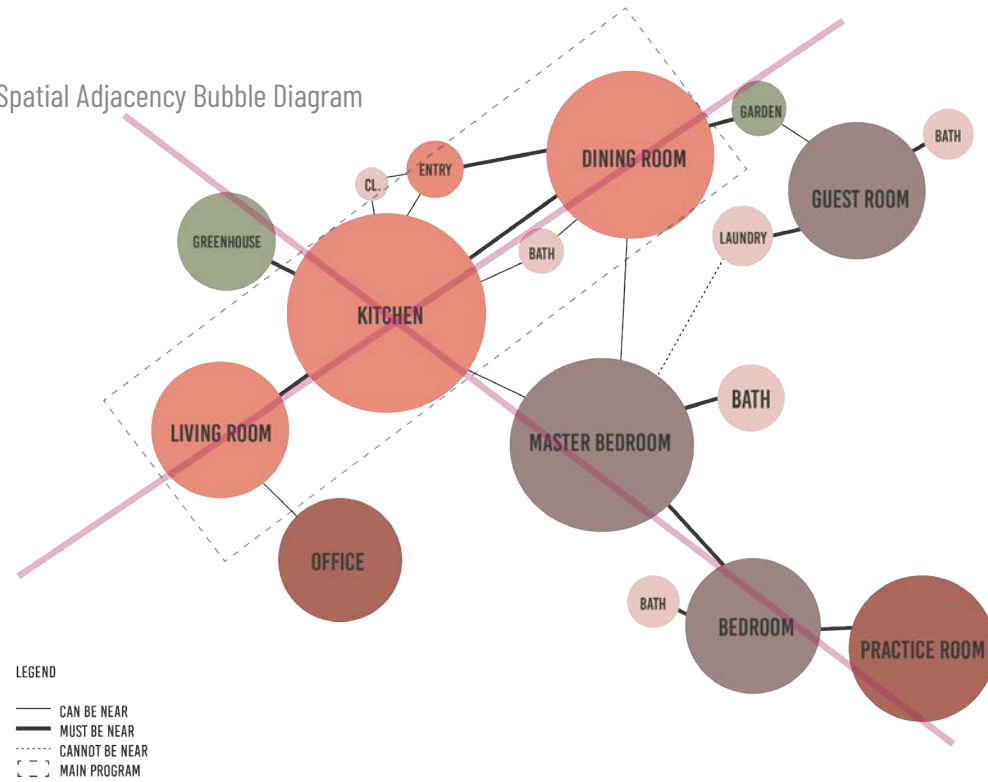 Spatial Adjacency Bubble Diagram
GARDEN
BATH
DINING ROOM
ENTRY
CL.
GUEST ROOM
GREENHOUSE
LAUNDRY
BATH
KITCHEN
BATH
LIVING ROOM
MASTER BEDROOM
OFFICE
BATH
BEDROOM
PRACTICE ROOM
LEGEND
CAN BE NEAR
MUST BE NEAR
CANNOT BE NEAR
MAIN PROGRAM